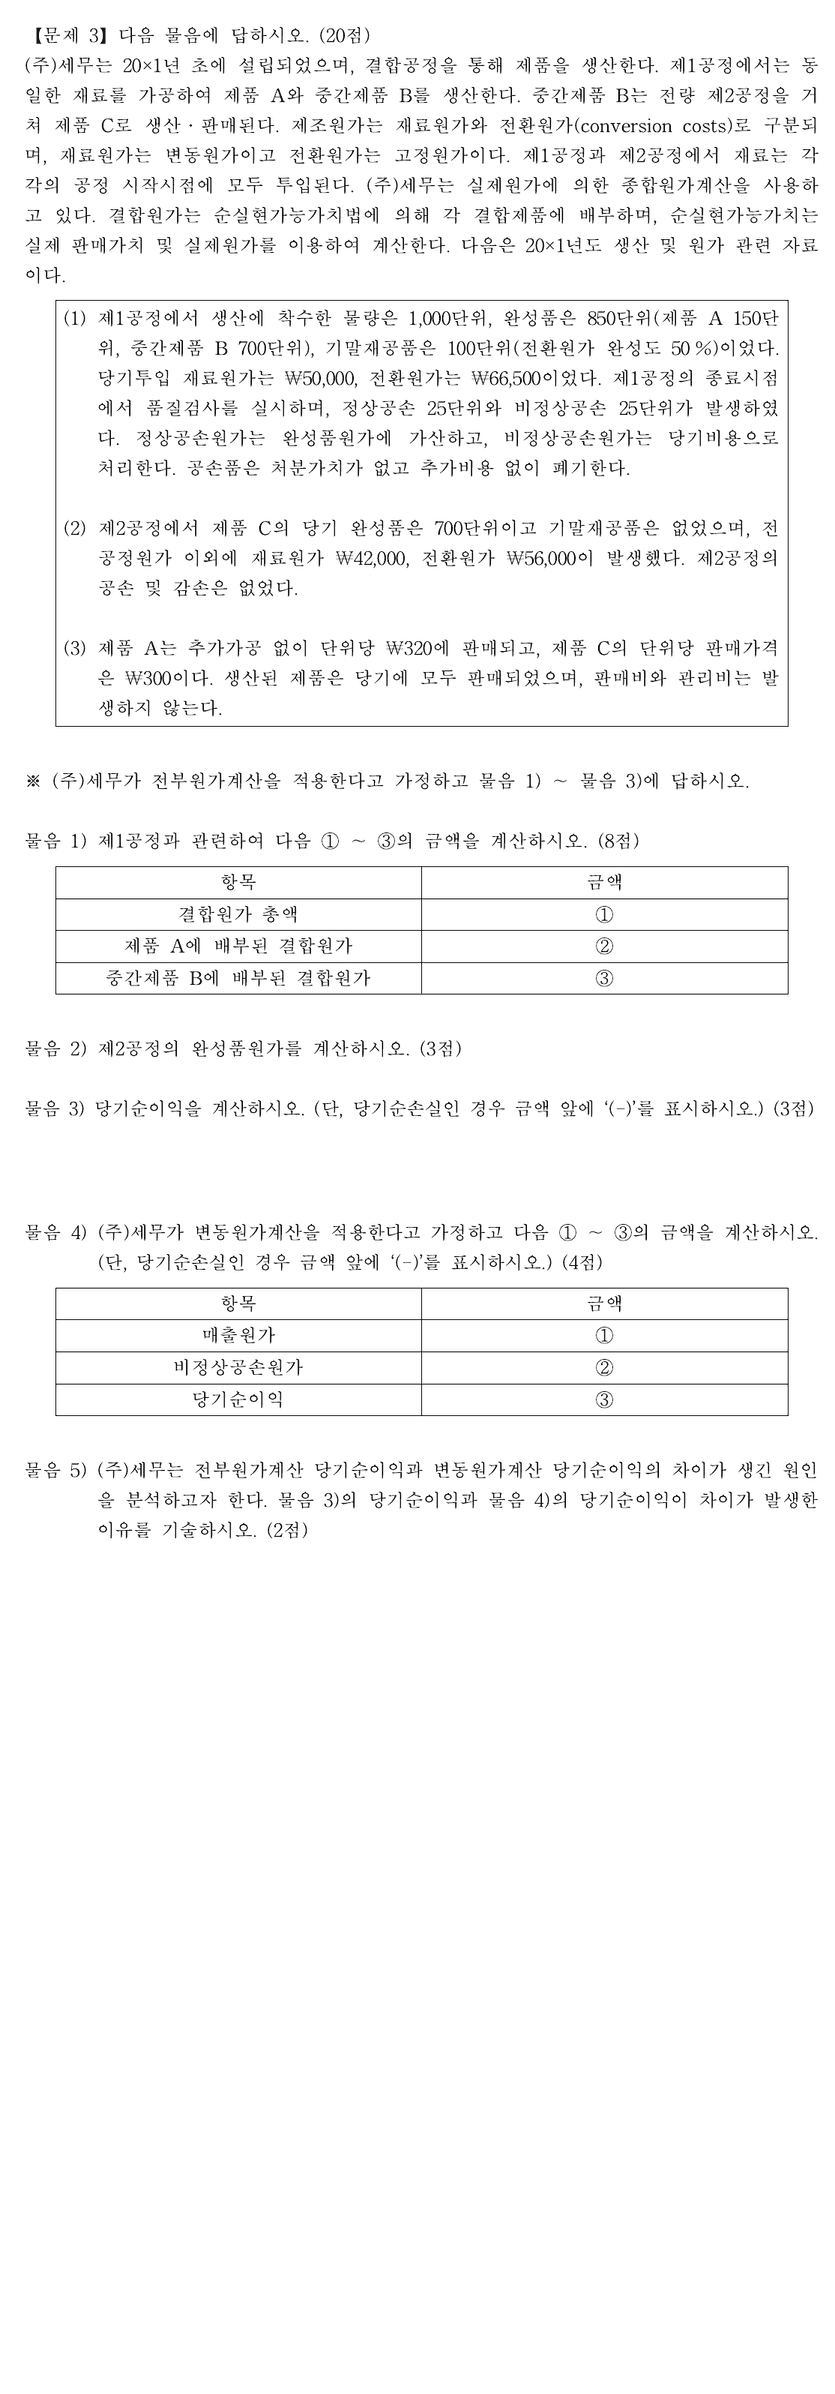 【문제 3】 다음 물음에 답하시오. (20점)
(주)세무는 20×1년 초에 설립되었으며, 결합공정을 통해 제품을 생산한다. 제1공정에서는 동
일한 재료를 가공하여 제품 A와 중간제품 B를 생산한다. 중간제품 B는 전량 제2공정을 거
쳐 제품 C로 생산·판매된다. 제조원가는 재료원가와 전환원가(conversion costs)로 구분되
며, 재료원가는 변동원가이고 전환원가는 고정원가이다. 제1공정과 제2공정에서 재료는 각
각의 공정 시작시점에 모두 투입된다. (주)세무는 실제원가에 의한 종합원가계산을 사용하
고 있다. 결합원가는 순실현가능가치법에 의해 각 결합제품에 배부하며, 순실현가능가치는
실제 판매가치 및 실제원가를 이용하여 계산한다. 다음은 20×1년도 생산 및 원가 관련 자료
이다.
(1) 제1공정에서 생산에 착수한 물량은 1,000단위, 완성품은 850단위(제품 A 150단
위, 중간제품 B 700단위), 기말재공품은 100단위(전환원가 완성도 50 %)이었다.
당기투입 재료원가는 ₩50,000, 전환원가는 ₩66,500이었다. 제1공정의 종료시점
에서 품질검사를 실시하며, 정상공손 25단위와 비정상공손 25단위가 발생하였
다. 정상공손원가는 완성품원가에 가산하고, 비정상공손원가는 당기비용으로
처리한다. 공손품은 처분가치가 없고 추가비용 없이 폐기한다.
(2) 제2공정에서 제품 C의 당기 완성품은 700단위이고 기말재공품은 없었으며, 전
공정원가 이외에 재료원가 ₩42,000, 전환원가 ₩56,000이 발생했다. 제2공정의
공손 및 감손은 없었다.
(3) 제품 A는 추가가공 없이 단위당 ₩320에 판매되고, 제품 C의 단위당 판매가격
은 ₩300이다. 생산된 제품은 당기에 모두 판매되었으며, 판매비와 관리비는 발
생하지 않는다.
※ (주)세무가 전부원가계산을 적용한다고 가정하고 물음 1) ~ 물음 3)에 답하시오.
물음 1) 제1공정과 관련하여 다음 ① ~ ③의 금액을 계산하시오. (8점)
항목 금액
결합원가 총액 ①
제품 A에 배부된 결합원가 ②
중간제품 B에 배부된 결합원가 ③
물음 2) 제2공정의 완성품원가를 계산하시오. (3점)
물음 3) 당기순이익을 계산하시오. (단, 당기순손실인 경우 금액 앞에 ‘(-)’를 표시하시오.) (3점)
물음 4) (주)세무가 변동원가계산을 적용한다고 가정하고 다음 ① ~ ③의 금액을 계산하시오.
(단, 당기순손실인 경우 금액 앞에 ‘(-)’를 표시하시오.) (4점)
항목 금액
매출원가 ①
비정상공손원가 ②
당기순이익 ③
물음 5) (주)세무는 전부원가계산 당기순이익과 변동원가계산 당기순이익의 차이가 생긴 원인
을 분석하고자 한다. 물음 3)의 당기순이익과 물음 4)의 당기순이익이 차이가 발생한
이유를 기술하시오. (2점)